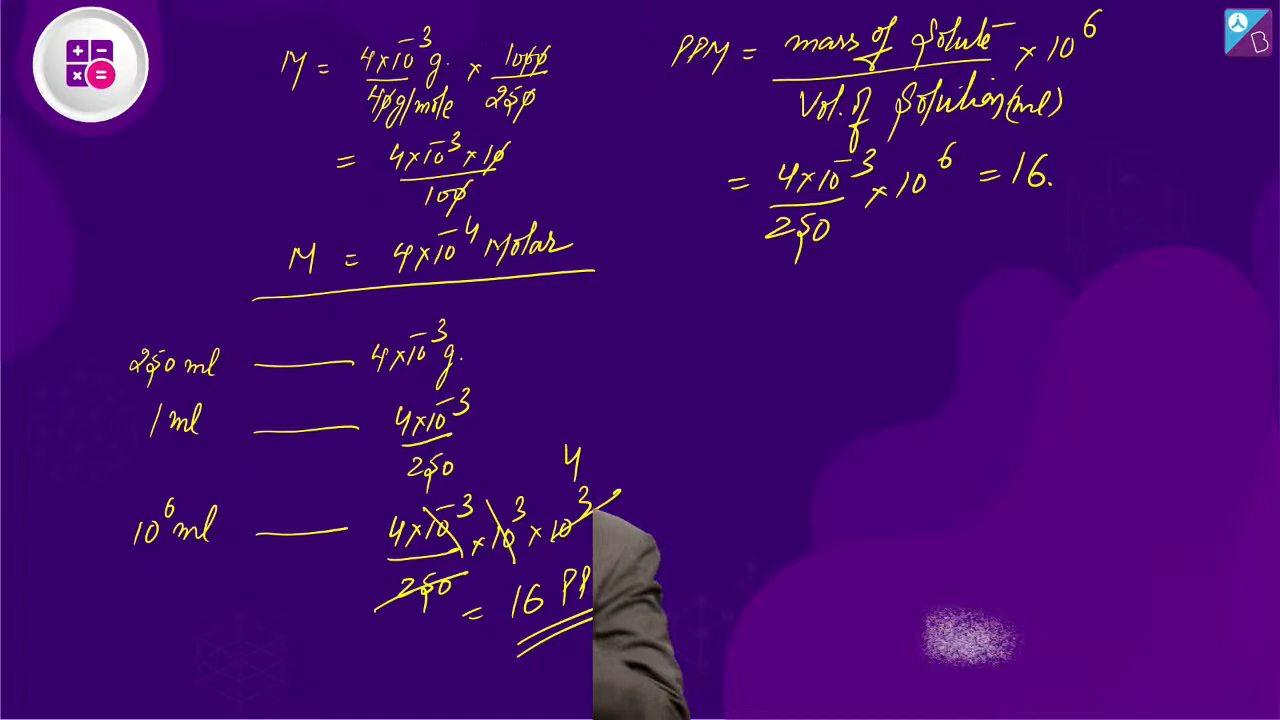 M = 4×10⁻³ g. / 40g/mole × 1000/250
= 4×10⁻³ × 10 / 100
M = 4×10⁻⁴ Molar
250 ml —— 4×10⁻³ g.
1 ml —— 4×10⁻³ / 250
4
10⁶ ml —— 4×10⁻³ / 250 × 10³ × 10³
= 16 PP
PPM = mass of Solute / Vol. of Solution (ml) × 10⁶
= 4×10⁻³ / 250 × 10⁶ = 16.
B